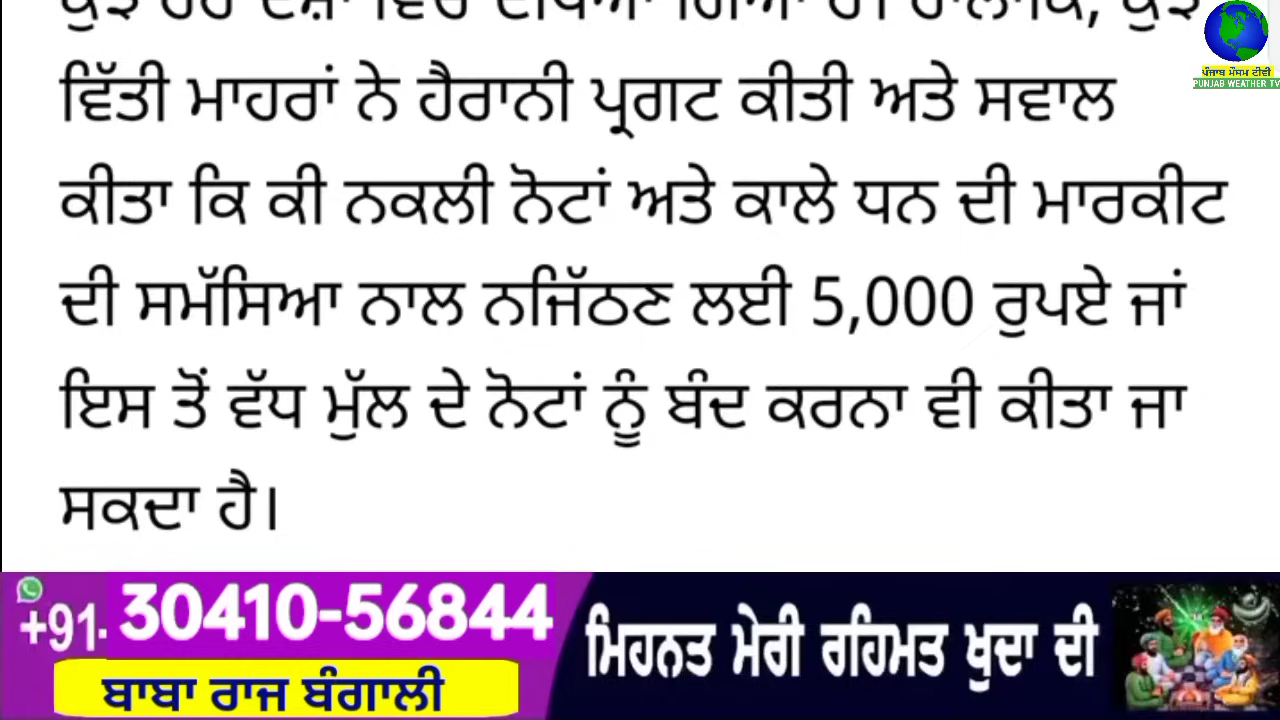 ਵਿੱਤੀ ਮਾਹਰਾਂ ਨੇ ਹੈਰਾਨੀ ਪ੍ਰਗਟ ਕੀਤੀ ਅਤੇ ਸਵਾਲ
ਕੀਤਾ ਕਿ ਕੀ ਨਕਲੀ ਨੋਟਾਂ ਅਤੇ ਕਾਲੇ ਧਨ ਦੀ ਮਾਰਕੀਟ
ਦੀ ਸਮੱਸਿਆ ਨਾਲ ਨਜਿੱਠਣ ਲਈ 5,000 ਰੁਪਏ ਜਾਂ
ਇਸ ਤੋਂ ਵੱਧ ਮੁੱਲ ਦੇ ਨੋਟਾਂ ਨੂੰ ਬੰਦ ਕਰਨਾ ਵੀ ਕੀਤਾ ਜਾ
ਸਕਦਾ ਹੈ।
ਪੰਜਾਬ ਮੌਸਮ ਟੀਵੀ
PUNJAB WEATHER TV
+91- 30410-56844
ਬਾਬਾ ਰਾਜ ਬੰਗਾਲੀ
ਮਿਹਨਤ ਮੇਰੀ ਰਹਿਮਤ ਖੁਦਾ ਦੀ